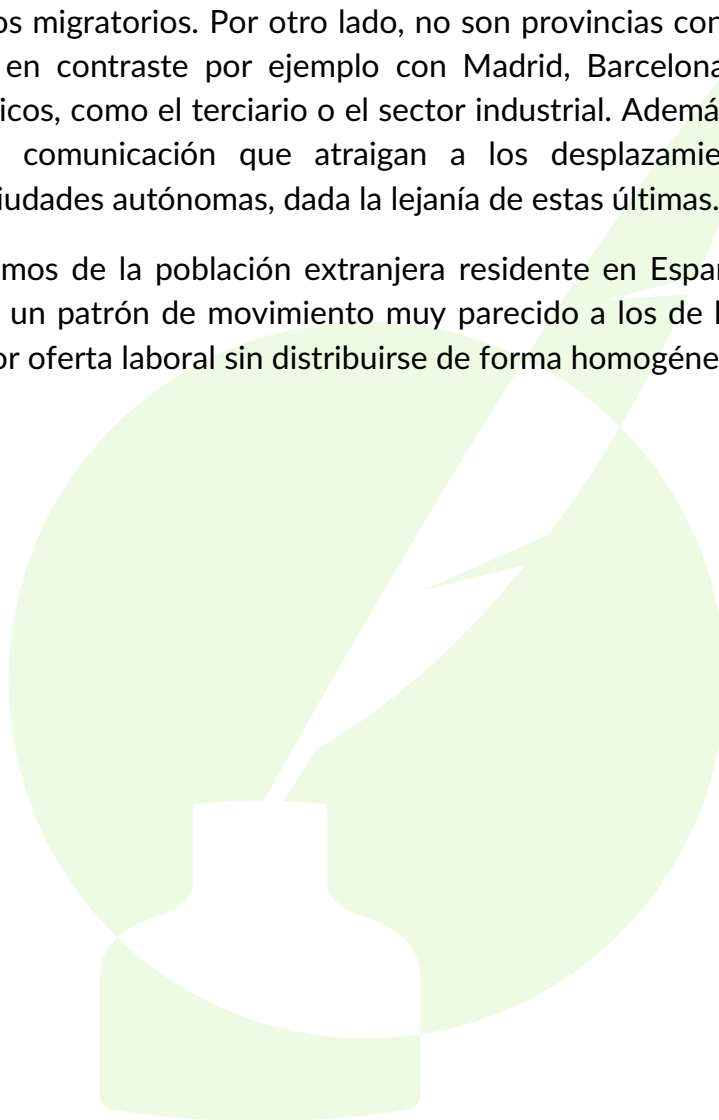 os migratorios. Por otro lado, no son provincias con
en contraste por ejemplo con Madrid, Barcelona
icos, como el terciario o el sector industrial. Ademá
comunicación que atraigan a los desplazamie
iudades autónomas, dada la lejanía de estas últimas.
mos de la población extranjera residente en Espa
un patrón de movimiento muy parecido a los de l
or oferta laboral sin distribuirse de forma homogéne